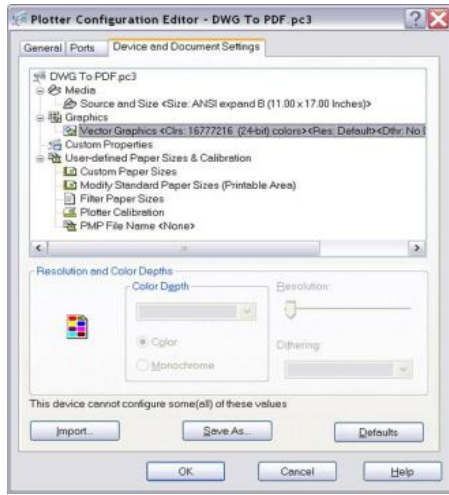 Plotter Configuration Editor - DWG To PDF.pc3
General Ports Device and Document Settings
DWG To PDF.pc3
Media
Source and Size <Size: ANSI expand B (11.00 x 17.00 Inches)>
Graphics
Vector Graphics <Clrs: 16777216 (24-bit) colors><Res: Default><Dthr: No
Custom Properties
User-defined Paper Sizes & Calibration
Custom Paper Sizes
Modify Standard Paper Sizes (Printable Area)
Filter Paper Sizes
Plotter Calibration
PMP File Name <None>
Resolution and Color Depths
Color Depth
Resolution:
Color
Monochrome
Dithering:
This device cannot configure some(all) of these values
Import... Save As... Defaults
OK Cancel Help